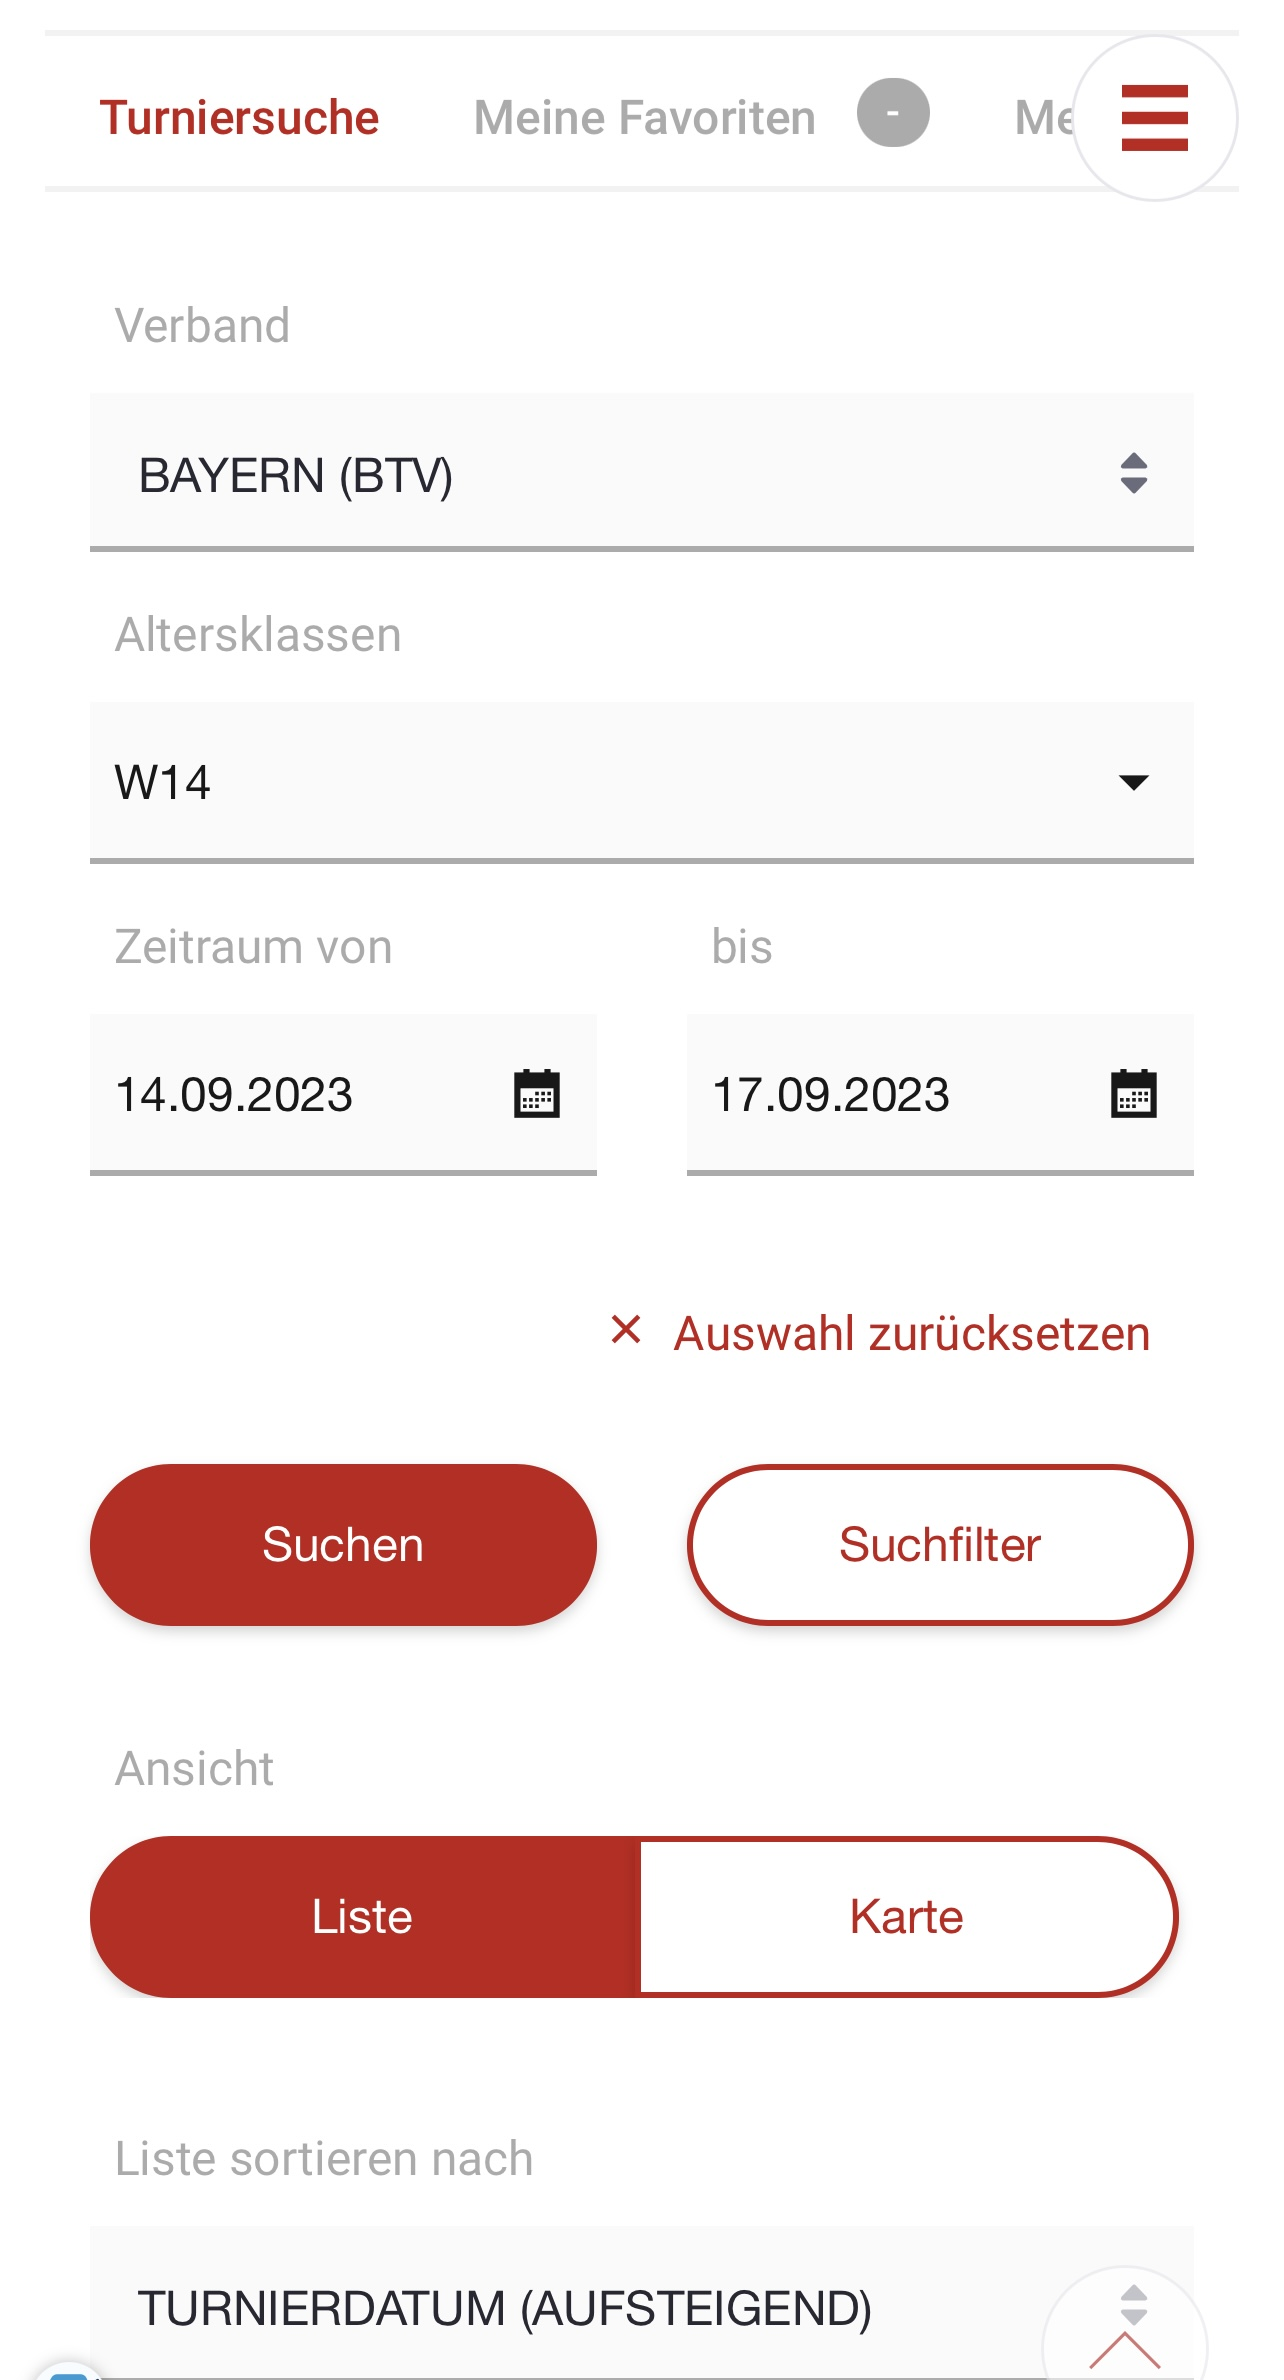 Turniersuche Meine Favoriten - Me
Verband
BAYERN (BTV)
Altersklassen
W14
Zeitraum von bis
14.09.2023 17.09.2023
× Auswahl zurücksetzen
Suchen Suchfilter
Ansicht
Liste Karte
Liste sortieren nach
TURNIERDATUM (AUFSTEIGEND)